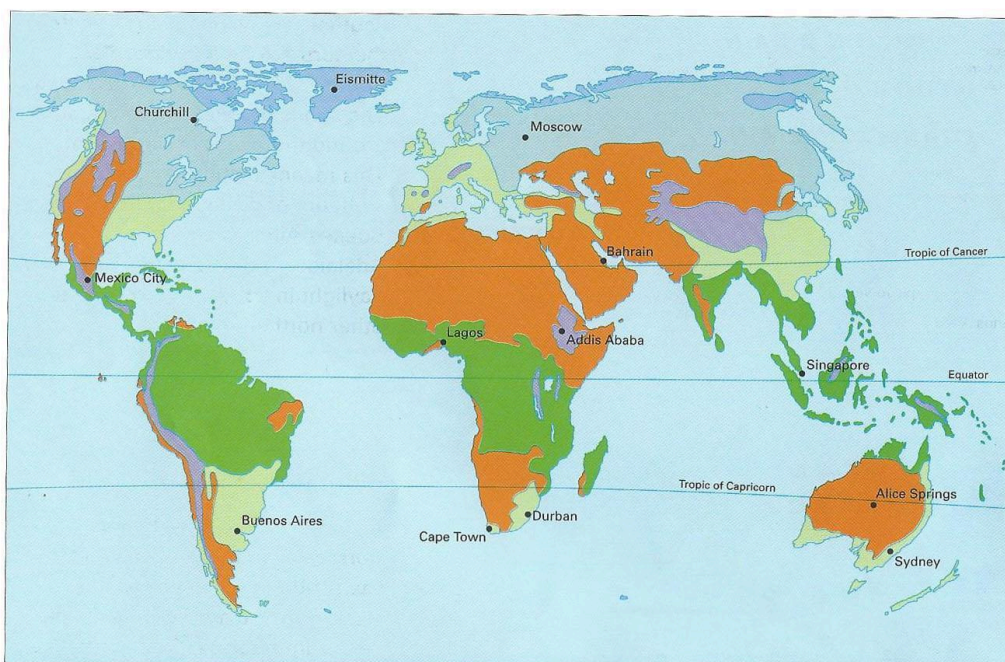 Eismitte
Churchill
Moscow
Tropic of Cancer
Bahrain
Mexico City
Lagos
Addis Ababa
Singapore
Equator
Tropic of Capricorn
Alice Springs
Buenos Aires
Durban
Cape Town
Sydney